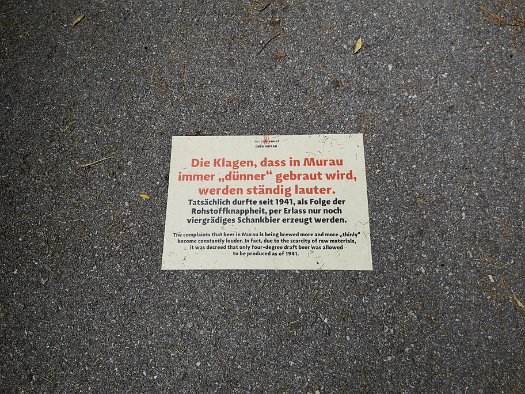 Die Klagen, dass in Murau
immer „dünner“ gebraut wird,
werden ständig lauter.
Tatsächlich durfte seit 1941, als Folge der
Rohstoffknappheit, per Erlass nur noch
viergrädiges Schankbier erzeugt werden.
The complaints that beer in Murau is being brewed more and more „thinly“
become constantly louder. In fact, due to the scarcity of raw materials,
it was decreed that only four-degree draft beer was allowed
to be produced as of 1941.